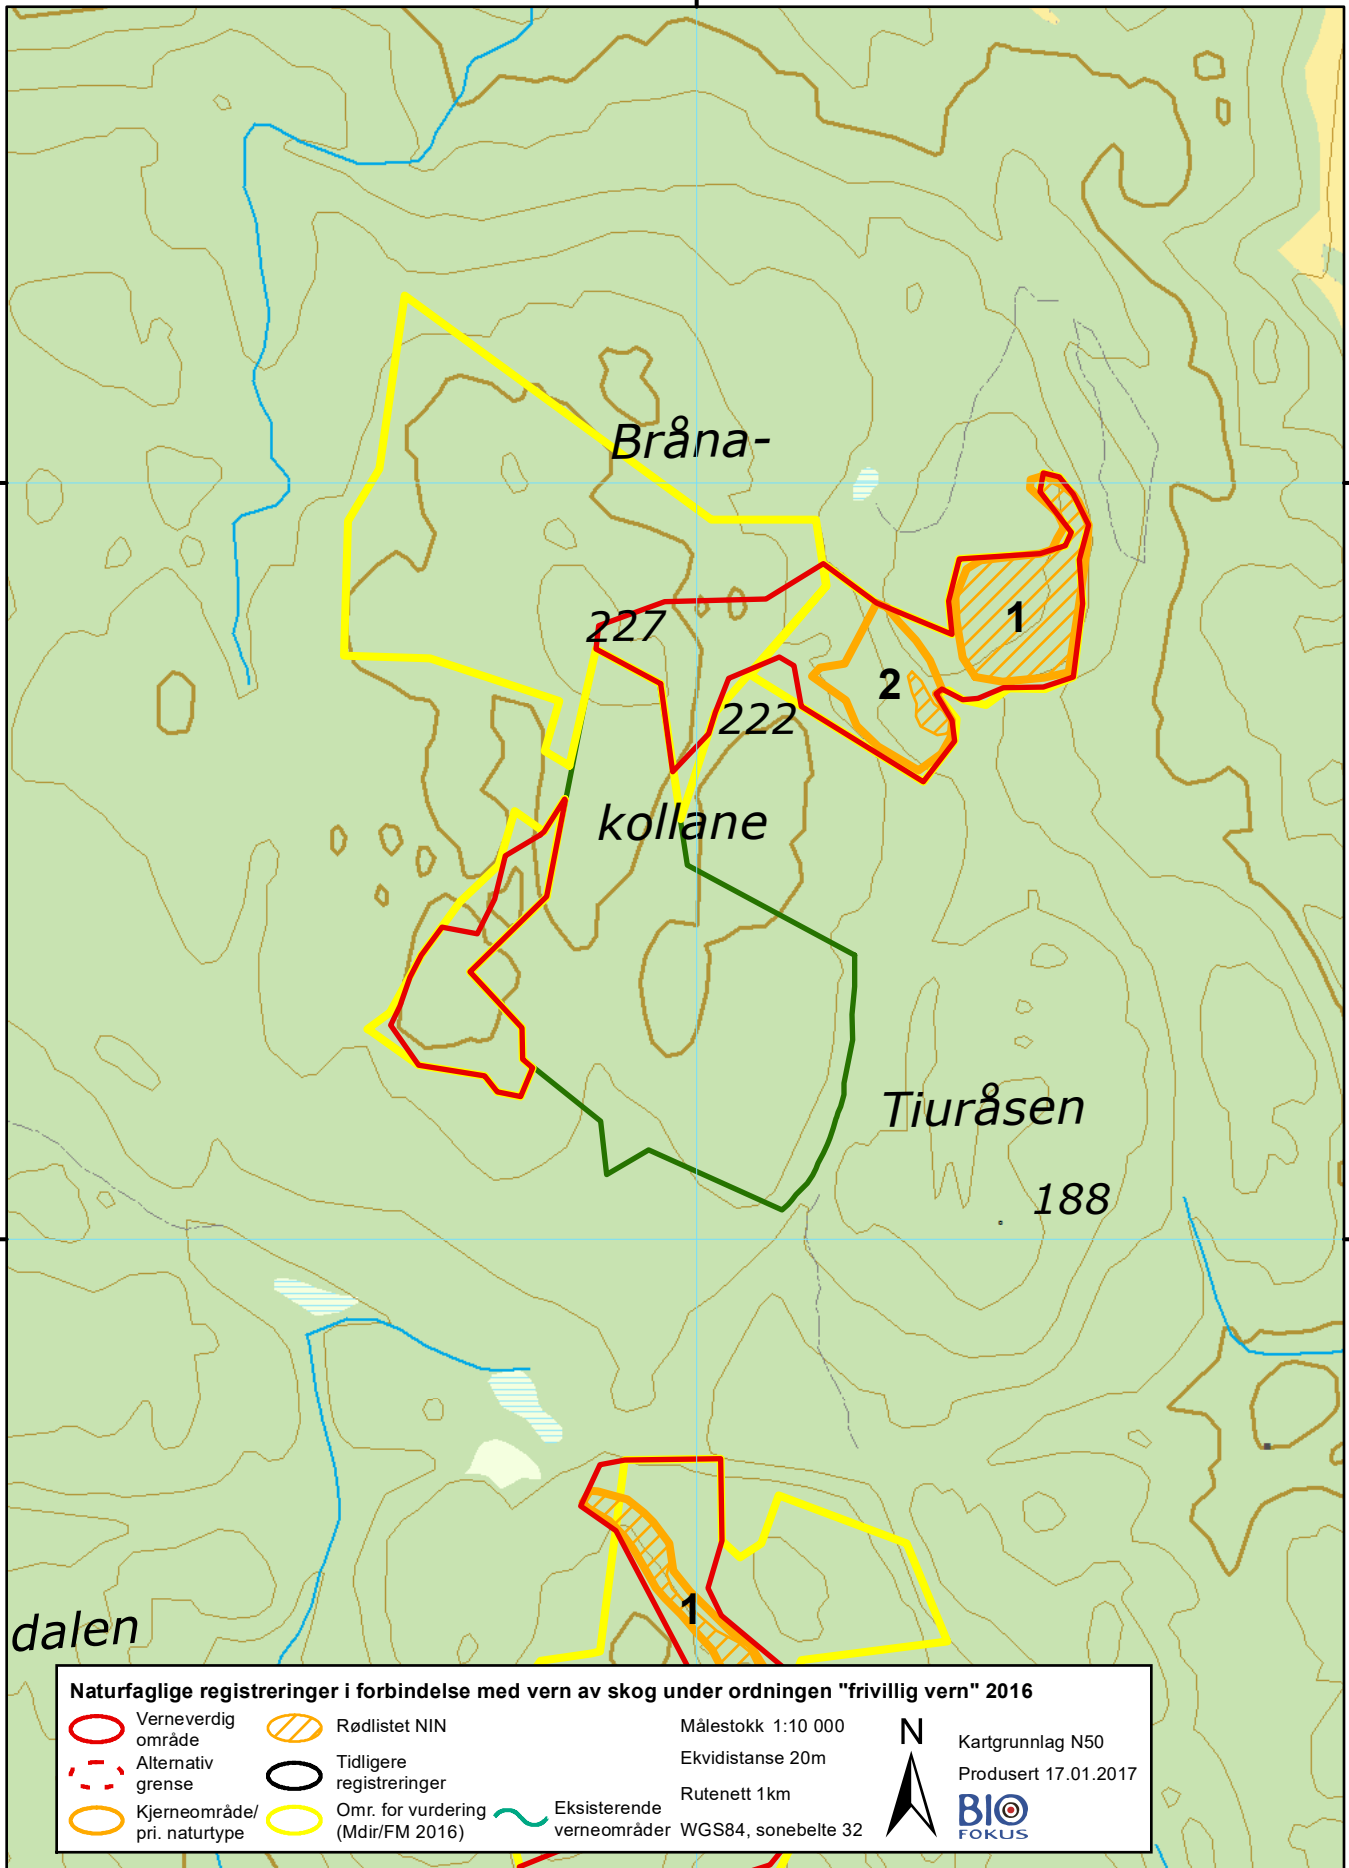 Bråna-
227
1
2
222
kollane
Tiuråsen
188
1
dalen
Naturfaglige registreringer i forbindelse med vern av skog under ordningen "frivillig vern" 2016
Verneverdig
område
Alternativ
grense
Kjerneområde/
pri. naturtype
Rødlistet NIN
Tidligere
registreringer
Omr. for vurdering
(Mdir/FM 2016)
Eksisterende
verneområder
Målestokk 1:10 000
Ekvidistanse 20m
Rutenett 1km
WGS84, sonebelte 32
N
Kartgrunnlag N50
Produsert 17.01.2017
BIO
FOKUS